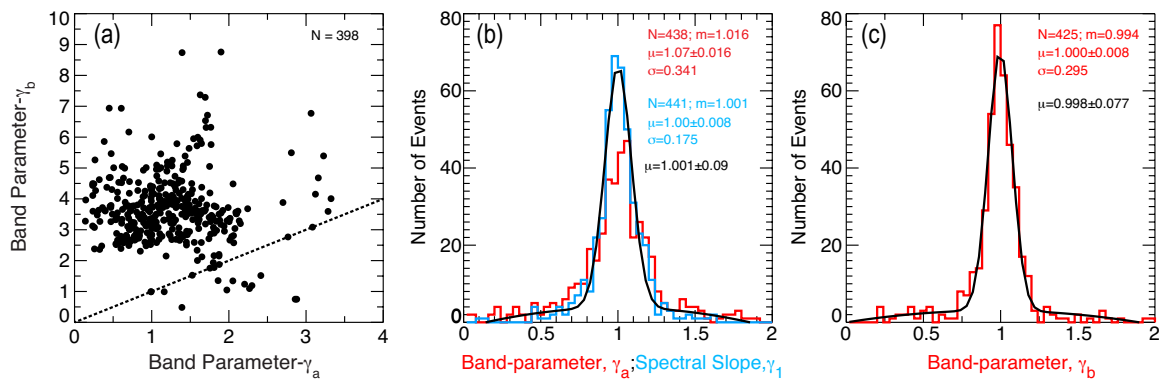 (a)
N = 398
Band Parameter-γb
10
9
8
7
6
5
4
3
2
1
0
0
1
2
3
4
Band Parameter-γa
(b)
N=438; m=1.016
μ=1.07±0.016
σ=0.341
N=441; m=1.001
μ=1.00±0.008
σ=0.175
μ=1.001±0.09
Number of Events
80
60
40
20
0
0
0.5
1
1.5
2
Band-parameter, γa;Spectral Slope,γ1
(c)
N=425; m=0.994
μ=1.000±0.008
σ=0.295
μ=0.998±0.077
Number of Events
80
60
40
20
0
0
0.5
1
1.5
2
Band-parameter, γb